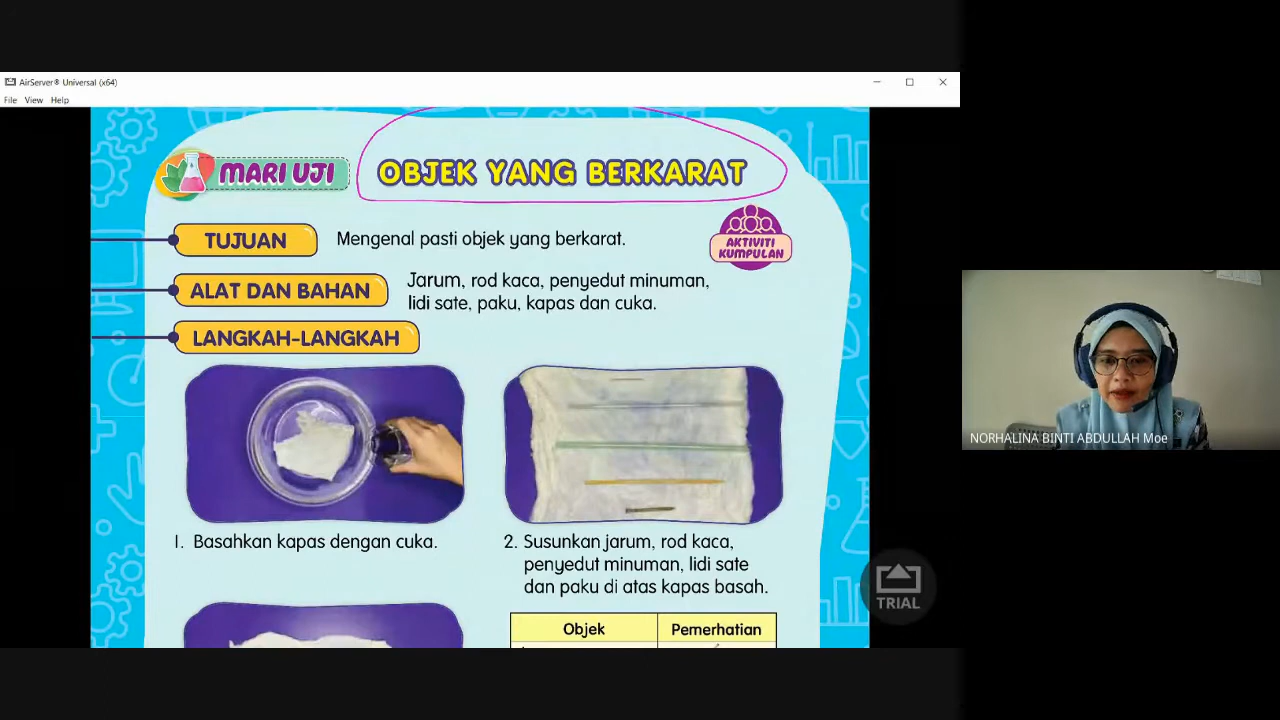 AirServer® Universal (x64)
File View Help
MARI UJI
OBJEK YANG BERKARAT
TUJUAN
Mengenal pasti objek yang berkarat.
AKTIVITI
KUMPULAN
ALAT DAN BAHAN
Jarum, rod kaca, penyedut minuman,
lidi sate, paku, kapas dan cuka.
LANGKAH-LANGKAH
1. Basahkan kapas dengan cuka.
2. Susunkan jarum, rod kaca,
penyedut minuman, lidi sate
dan paku di atas kapas basah.
Objek Pemerhatian
TRIAL
NORHALINA BINTI ABDULLAH Moe